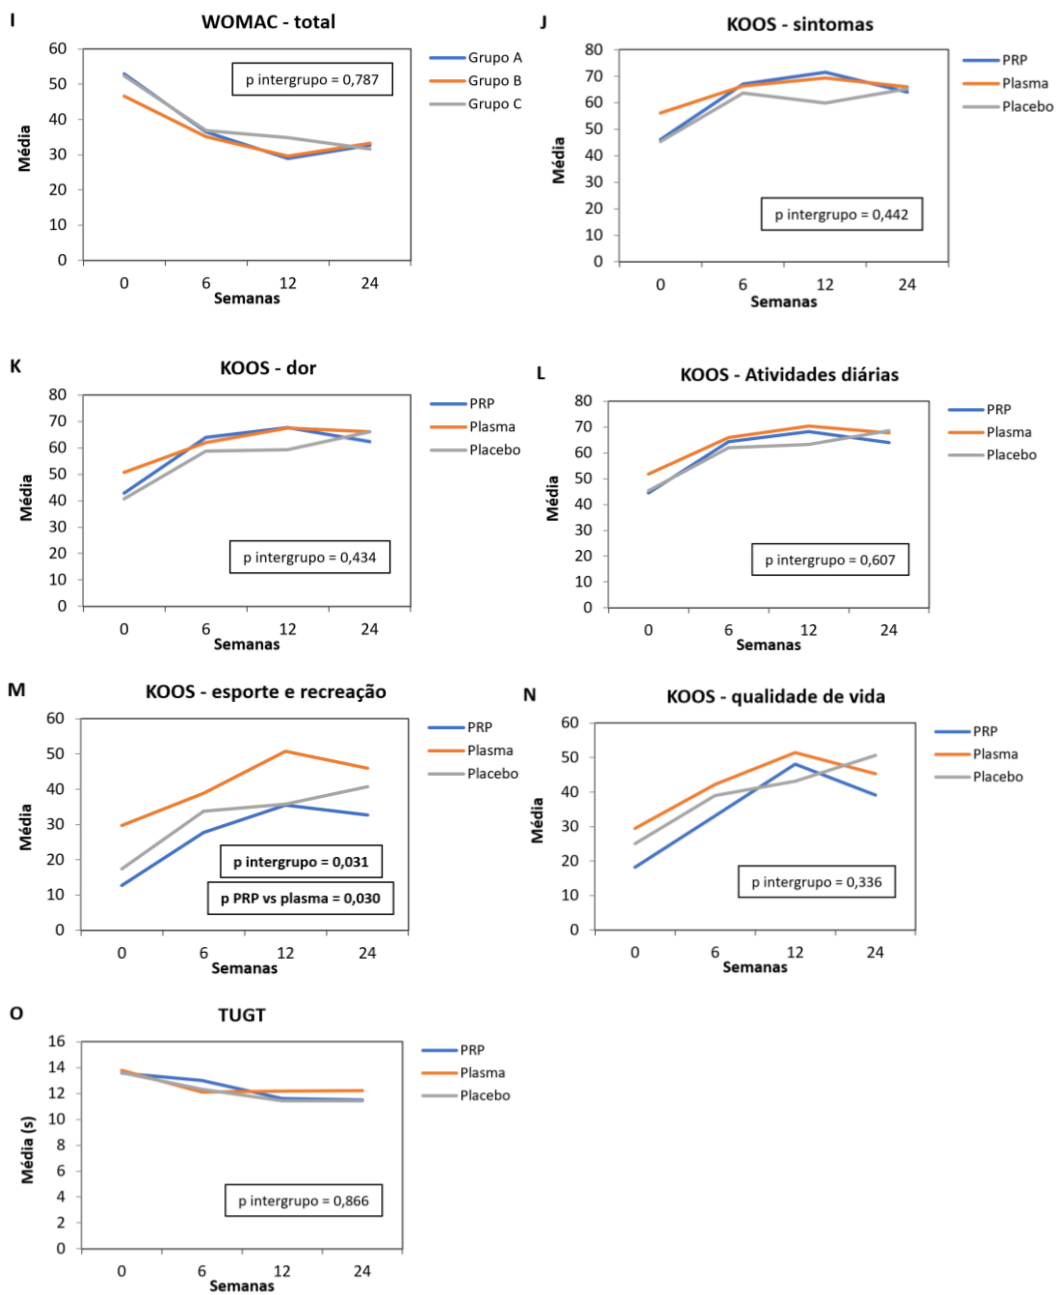 I
WOMAC - total
60
50
40
30
20
10
0
Média
0 6 12 24
Semanas
p intergrupo = 0,787
Grupo A
Grupo B
Grupo C
J
KOOS - sintomas
80
70
60
50
40
30
20
10
0
Média
0 6 12 24
Semanas
p intergrupo = 0,442
PRP
Plasma
Placebo
K
KOOS - dor
80
70
60
50
40
30
20
10
0
Média
0 6 12 24
Semanas
p intergrupo = 0,434
PRP
Plasma
Placebo
L
KOOS - Atividades diárias
80
70
60
50
40
30
20
10
0
Média
0 6 12 24
Semanas
p intergrupo = 0,607
PRP
Plasma
Placebo
M
KOOS - esporte e recreação
60
50
40
30
20
10
0
Média
0 6 12 24
Semanas
p intergrupo = 0,031
p PRP vs plasma = 0,030
PRP
Plasma
Placebo
N
KOOS - qualidade de vida
60
50
40
30
20
10
0
Média
0 6 12 24
Semanas
p intergrupo = 0,336
PRP
Plasma
Placebo
O
TUGT
16
14
12
10
8
6
4
2
0
Média (s)
0 6 12 24
Semanas
p intergrupo = 0,866
PRP
Plasma
Placebo